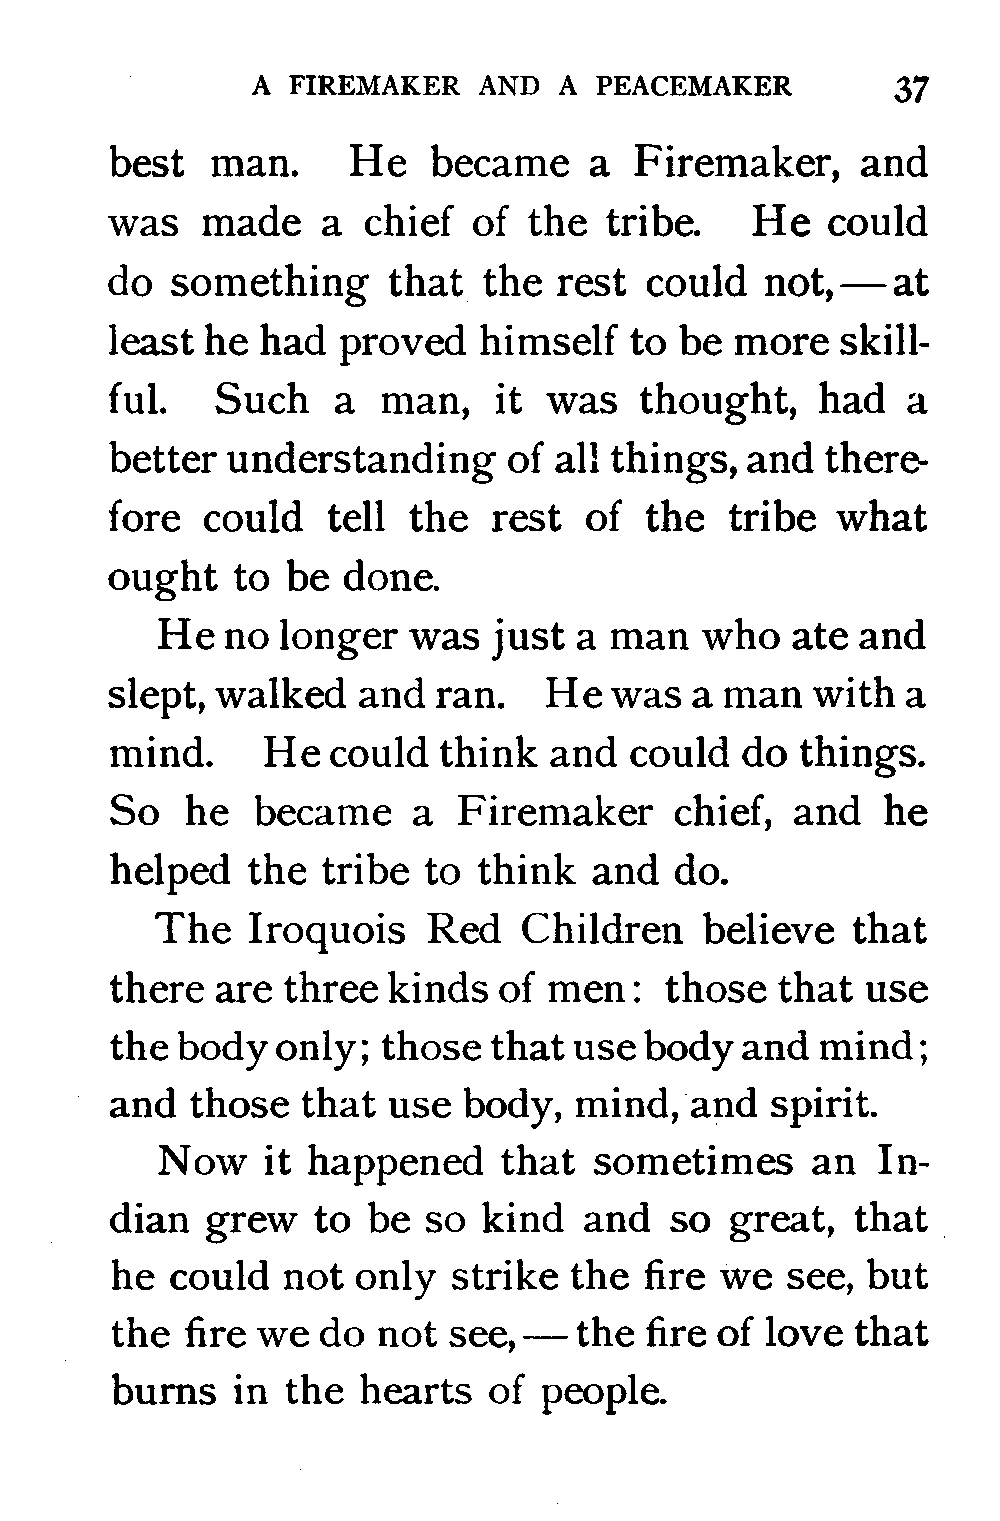 A FIREMAKER AND A PEACEMAKER 37
best man. He became a Firemaker, and
was made a chief of the tribe. He could
do something that the rest could not,—at
least he had proved himself to be more skill-
ful. Such a man, it was thought, had a
better understanding of all things, and there-
fore could tell the rest of the tribe what
ought to be done.
He no longer was just a man who ate and
slept, walked and ran. He was a man with a
mind. He could think and could do things.
So he became a Firemaker chief, and he
helped the tribe to think and do.
The Iroquois Red Children believe that
there are three kinds of men: those that use
the body only; those that use body and mind;
and those that use body, mind, and spirit.
Now it happened that sometimes an In-
dian grew to be so kind and so great, that
he could not only strike the fire we see, but
the fire we do not see,—the fire of love that
burns in the hearts of people.